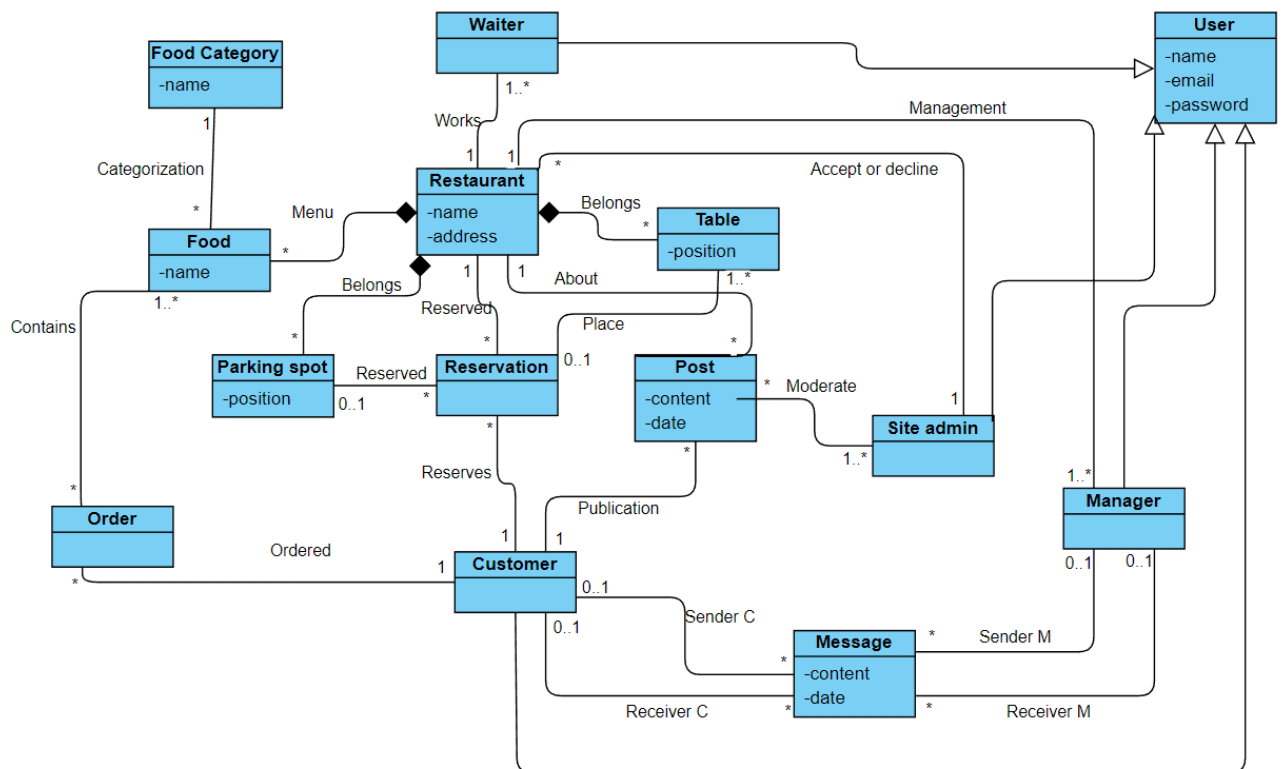 Waiter
User
-name
-email
-password
Food Category
-name
1..*
Management
1
Works
Categorization
1
1
*
Accept or decline
Restaurant
-name
-address
Belongs
*
Table
-position
Menu
*
*
Food
-name
1..*
1
1
About
1..*
Belongs
Reserved
Place
Contains
*
*
0..1
*
Parking spot
-position
Reserved
0..1
*
Reservation
Post
-content
-date
*
Moderate
1
Site admin
*
*
1..*
Reserves
1..*
Manager
*
Order
Publication
Ordered
1
1
*
1
Customer
0..1
0..1
0..1
0..1
Sender C
*
Sender M
Message
-content
-date
*
Receiver C
*
*
Receiver M